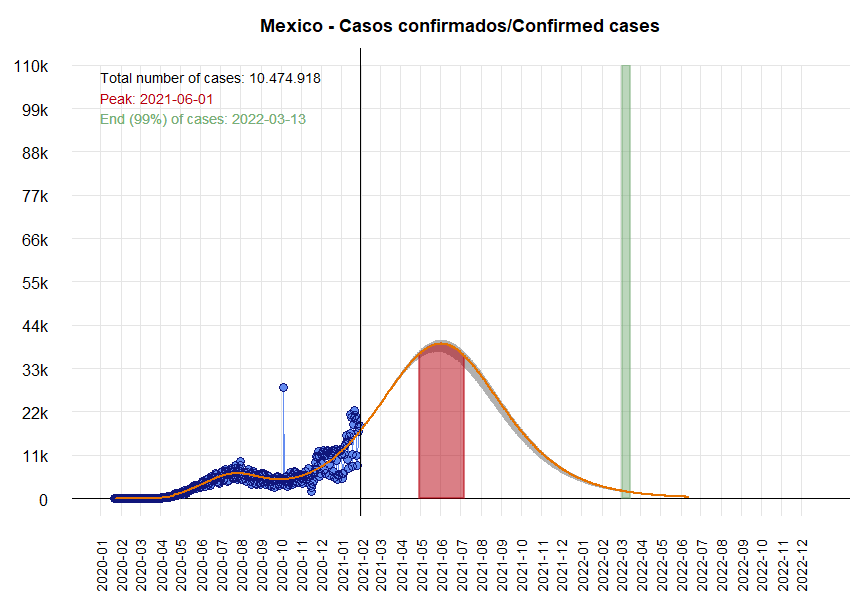 Mexico - Casos confirmados/Confirmed cases
Total number of cases: 10.474.918
Peak: 2021-06-01
End (99%) of cases: 2022-03-13
110k
99k
88k
77k
66k
55k
44k
33k
22k
11k
0
2020-01
2020-02
2020-03
2020-04
2020-05
2020-06
2020-07
2020-08
2020-09
2020-10
2020-11
2020-12
2021-01
2021-02
2021-03
2021-04
2021-05
2021-06
2021-07
2021-08
2021-09
2021-10
2021-11
2021-12
2022-01
2022-02
2022-03
2022-04
2022-05
2022-06
2022-07
2022-08
2022-09
2022-10
2022-11
2022-12